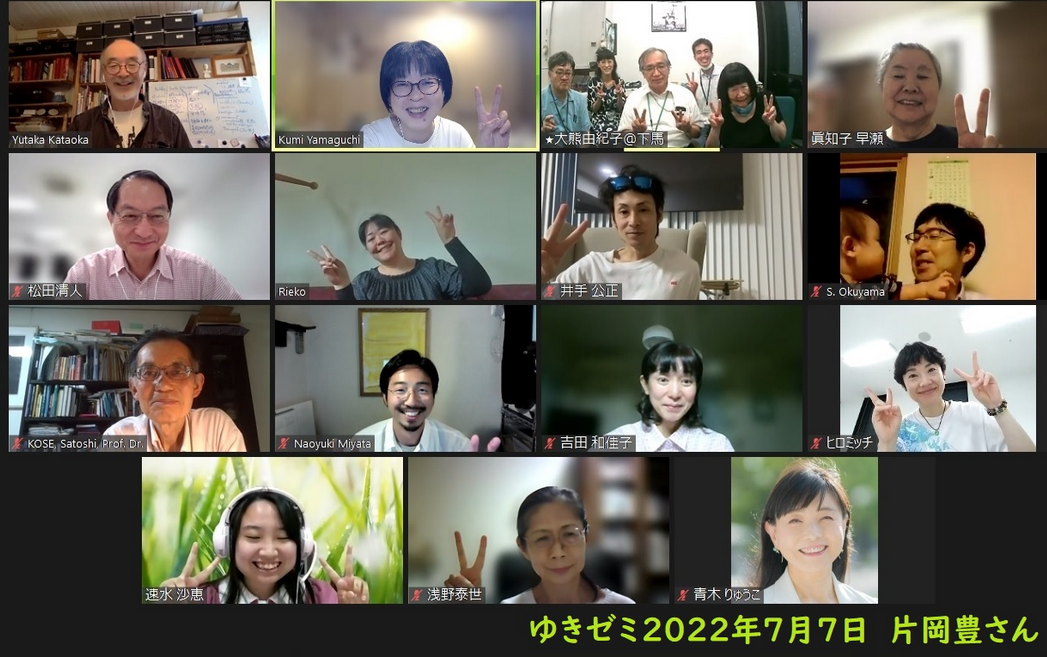 Yutaka Kataoka
Kumi Yamaguchi
★大熊由紀子@下馬
眞知子 早瀬
松田清人
Rieko
井手 公正
S. Okuyama
KOSE, Satoshi, Prof. Dr.
Naoyuki Miyata
吉田 和佳子
ヒロミッチ
速水 沙恵
浅野泰世
青木りゅうこ
ゆきゼミ2022年7月7日 片岡豊さん